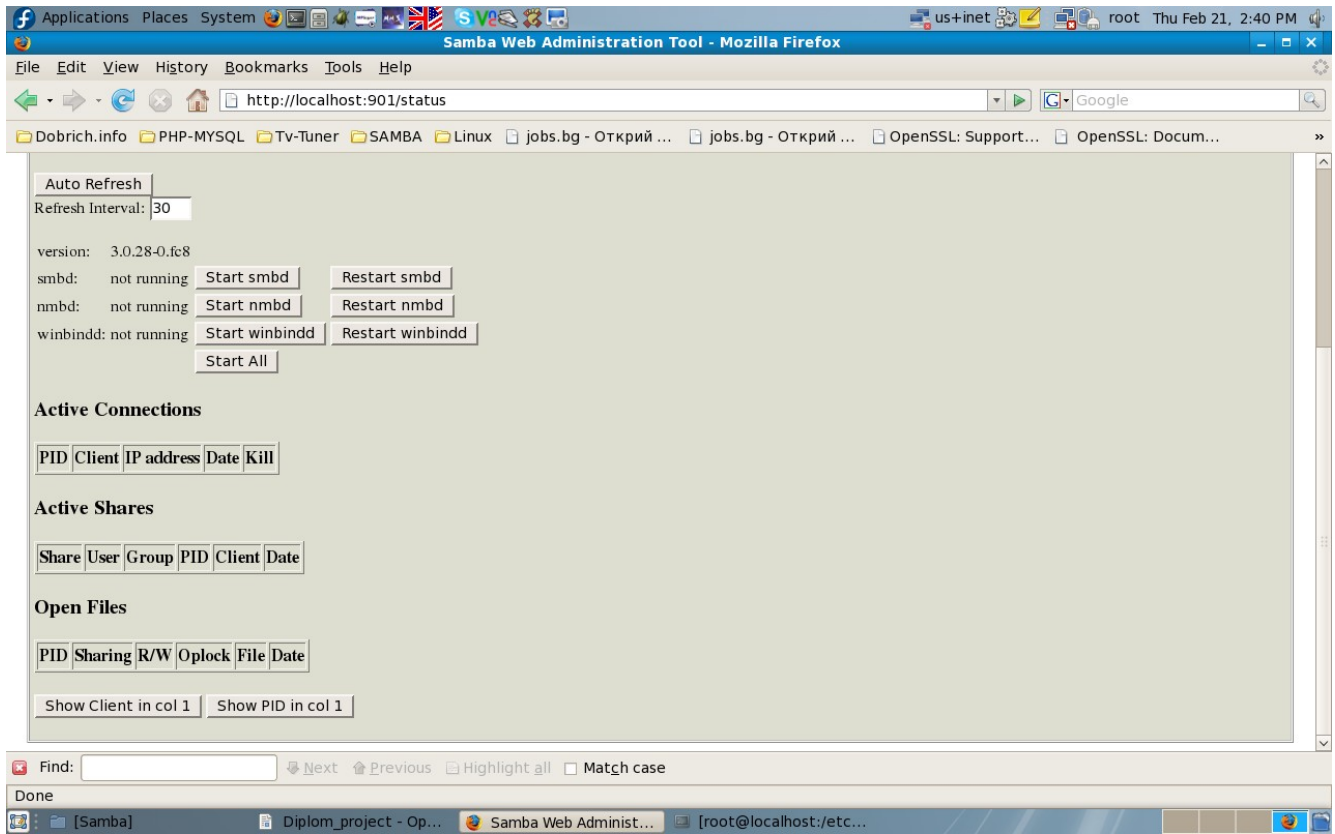 Applications Places System us+inet root Thu Feb 21, 2:40 PM
Samba Web Administration Tool - Mozilla Firefox
File Edit View History Bookmarks Tools Help
http://localhost:901/status G Google
Dobrich.info PHP-MYSQL Tv-Tuner SAMBA Linux jobs.bg - Открий ... jobs.bg - Открий ... OpenSSL: Support... OpenSSL: Docum... »
Auto Refresh
Refresh Interval: 30
version: 3.0.28-0.fc8
smbd: not running Start smbd Restart smbd
nmbd: not running Start nmbd Restart nmbd
winbindd: not running Start winbindd Restart winbindd
Start All
Active Connections
PID Client IP address Date Kill
Active Shares
Share User Group PID Client Date
Open Files
PID Sharing R/W Oplock File Date
Show Client in col 1 Show PID in col 1
Find: Next Previous Highlight all Match case
Done
[Samba] Diplom_project - Op... Samba Web Administ... [root@localhost:/etc...